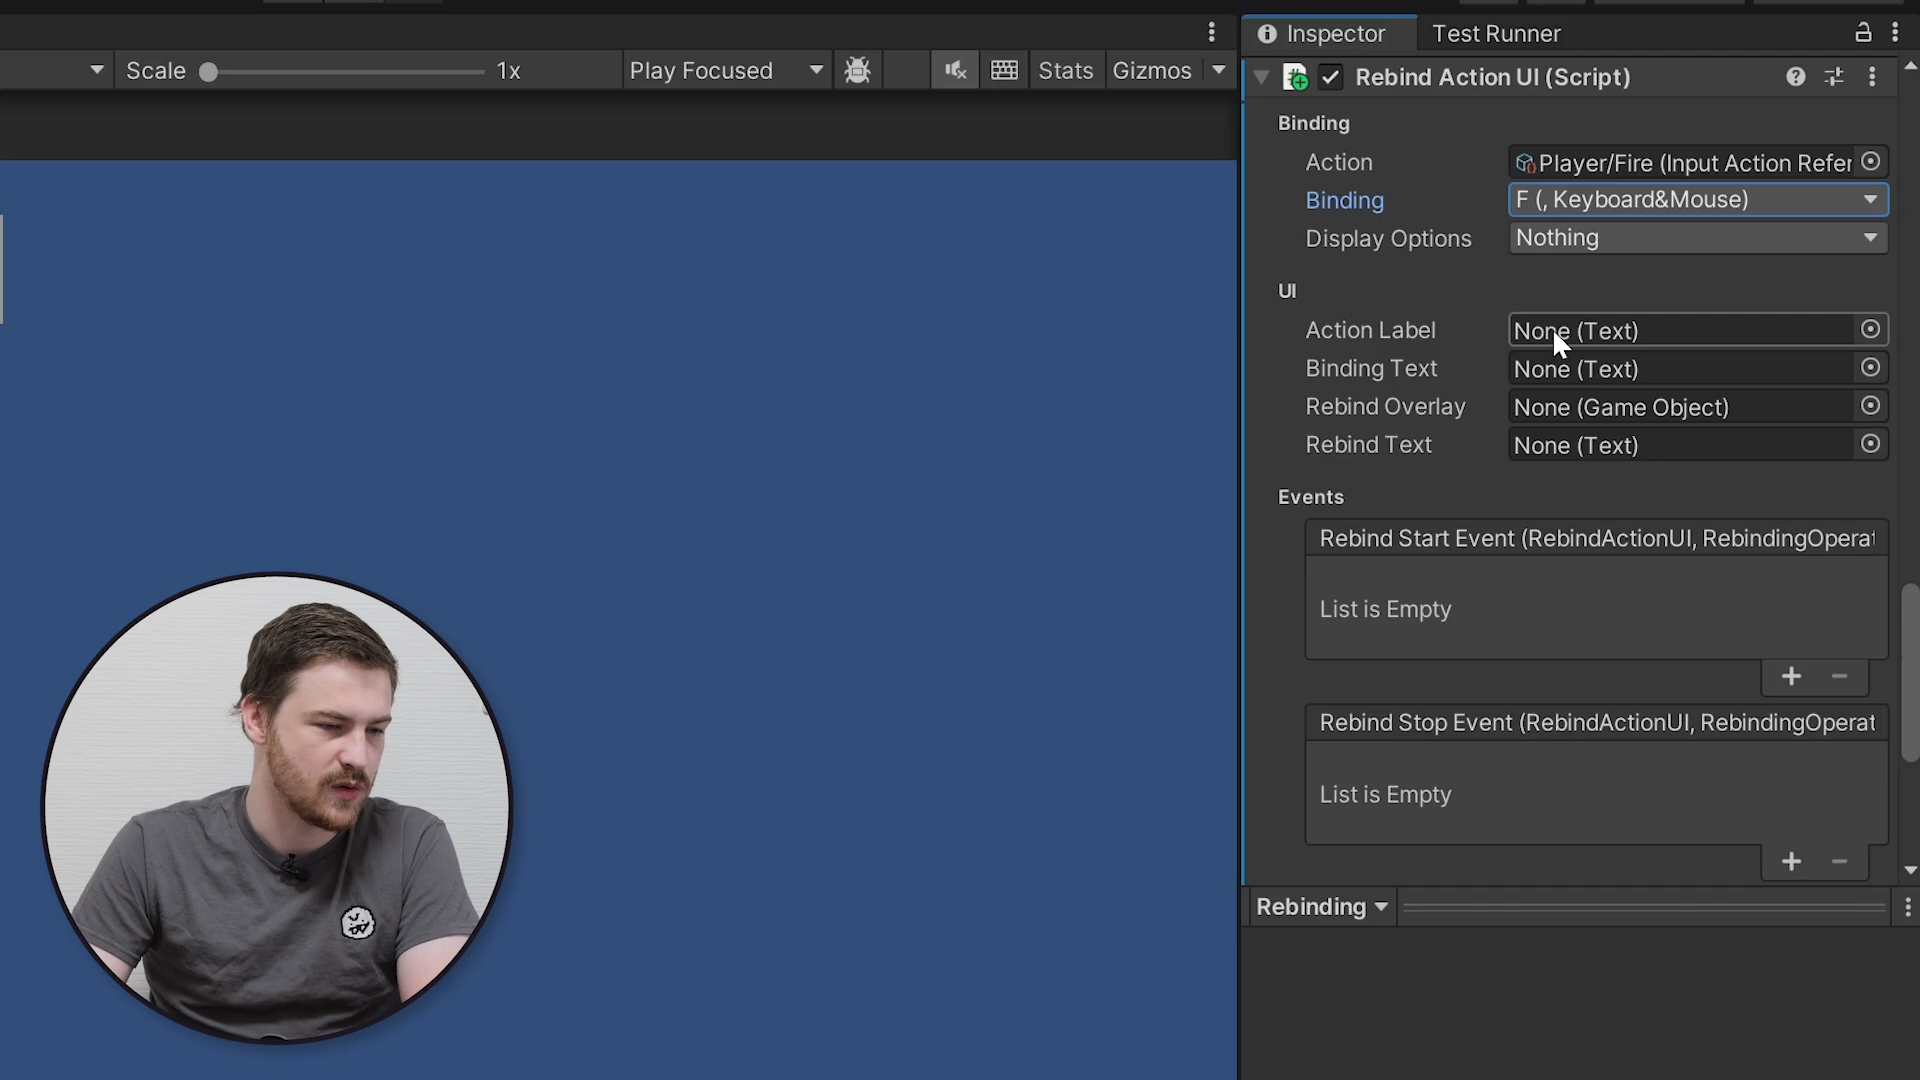 Inspector
Test Runner
Scale 1x
Play Focused
Stats
Gizmos
Rebind Action UI (Script)
Binding
Action Player/Fire (Input Action Refer
Binding F (, Keyboard&Mouse)
Display Options Nothing
UI
Action Label None (Text)
Binding Text None (Text)
Rebind Overlay None (Game Object)
Rebind Text None (Text)
Events
Rebind Start Event (RebindActionUI, RebindingOperat
List is Empty
Rebind Stop Event (RebindActionUI, RebindingOperat
List is Empty
Rebinding